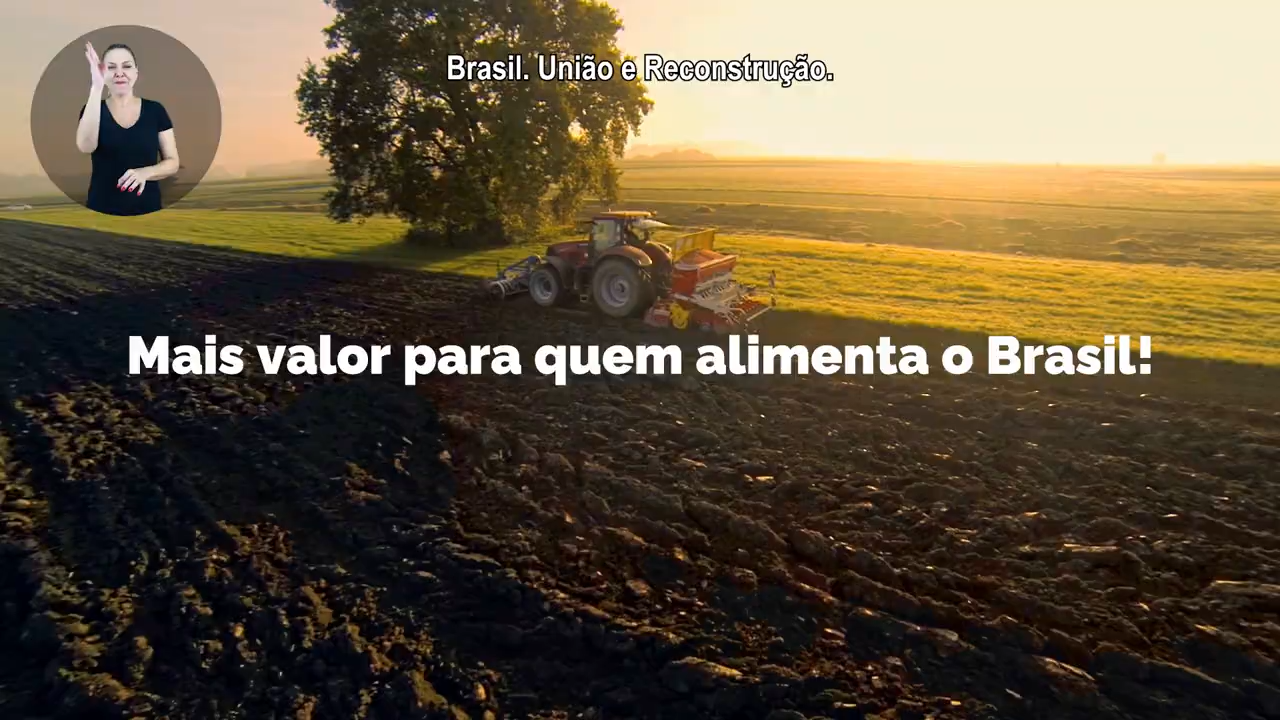 Brasil. União e Reconstrução.
Mais valor para quem alimenta o Brasil!